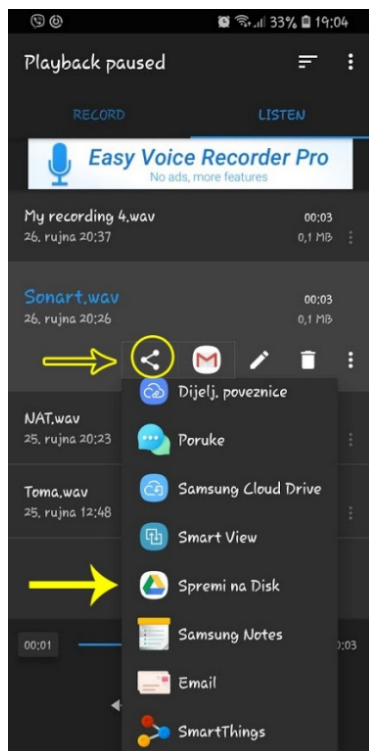 33% 19:04
Playback paused
RECORD LISTEN
Easy Voice Recorder Pro
No ads, more features
My recording 4.wav 00:03
26. rujna 20:37 0,1 MB
Sonart.wav 00:03
26. rujna 20:26 0,1 MB
Dijelj. poveznice
NAT.wav
25. rujna 20:23
Poruke
Samsung Cloud Drive
Toma.wav
25. rujna 12:48
Smart View
Spremi na Disk
Samsung Notes
00:01
Email
SmartThings